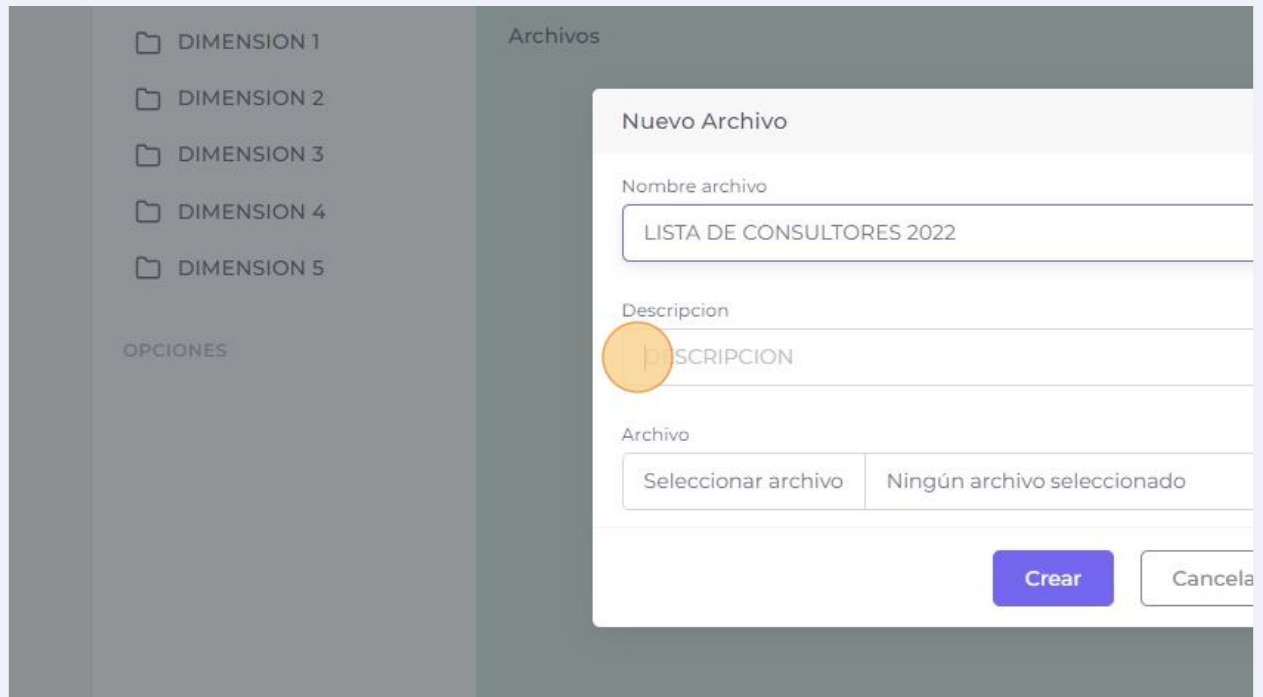 DIMENSION 1
DIMENSION 2
DIMENSION 3
DIMENSION 4
DIMENSION 5
OPCIONES
Archivos
Nuevo Archivo
Nombre archivo
LISTA DE CONSULTORES 2022
Descripcion
DESCRIPCION
Archivo
Seleccionar archivo Ningún archivo seleccionado
Crear Cancela